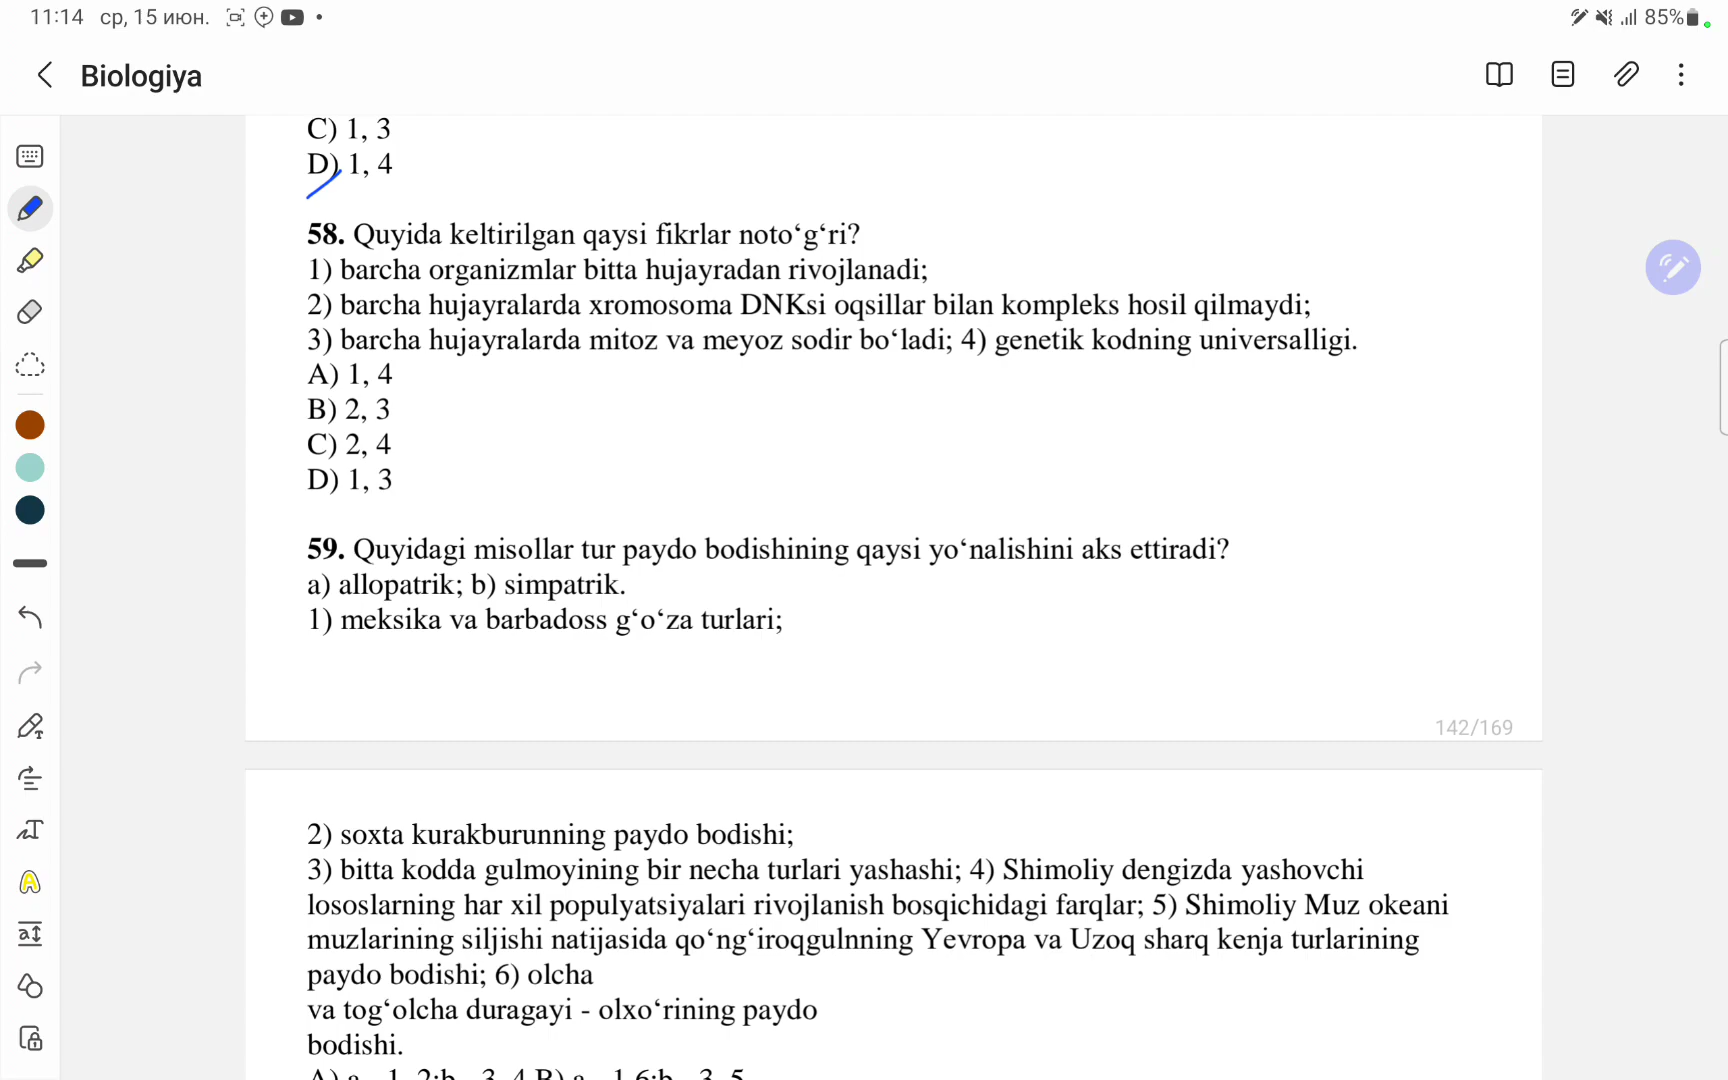 11:14 ср, 15 июн. • 85%
Biologiya
C) 1, 3
D) 1, 4
58. Quyida keltirilgan qaysi fikrlar noto‘g‘ri?
1) barcha organizmlar bitta hujayradan rivojlanadi;
2) barcha hujayralarda xromosoma DNKsi oqsillar bilan kompleks hosil qilmaydi;
3) barcha hujayralarda mitoz va meyoz sodir bo‘ladi; 4) genetik kodning universalligi.
A) 1, 4
B) 2, 3
C) 2, 4
D) 1, 3
59. Quyidagi misollar tur paydo bodishining qaysi yo‘nalishini aks ettiradi?
a) allopatrik; b) simpatrik.
1) meksika va barbadoss g‘o‘za turlari;
142/169
2) soxta kurakburunning paydo bodishi;
3) bitta kodda gulmoyining bir necha turlari yashashi; 4) Shimoliy dengizda yashovchi
lososlarning har xil populyatsiyalari rivojlanish bosqichidagi farqlar; 5) Shimoliy Muz okeani
muzlarining siljishi natijasida qo‘ng‘iroqgulnning Yevropa va Uzoq sharq kenja turlarining
paydo bodishi; 6) olcha
va tog‘olcha duragayi - olxo‘rining paydo
bodishi.